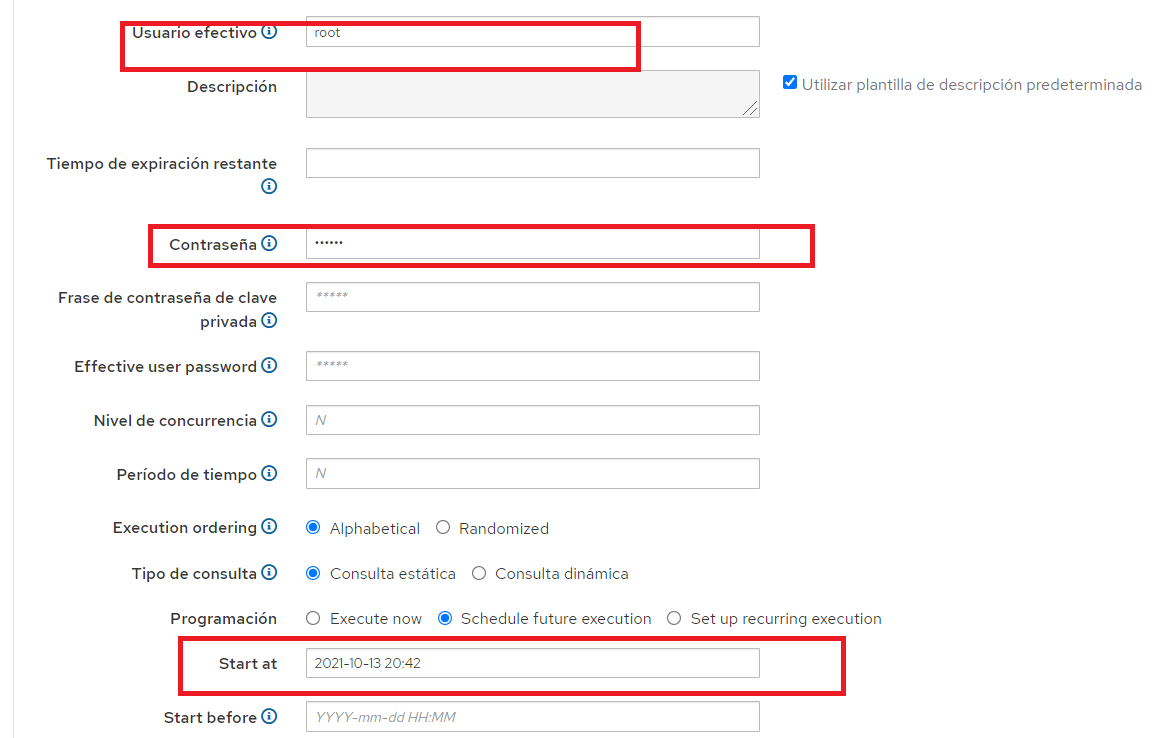 Usuario efectivo root
Descripción
Utilizar plantilla de descripción predeterminada
Tiempo de expiración restante
Contraseña ••••••
Frase de contraseña de clave
privada *****
Effective user password *****
Nivel de concurrencia N
Período de tiempo N
Execution ordering Alphabetical Randomized
Tipo de consulta Consulta estática Consulta dinámica
Programación Execute now Schedule future execution Set up recurring execution
Start at 2021-10-13 20:42
Start before YYYY-mm-dd HH:MM